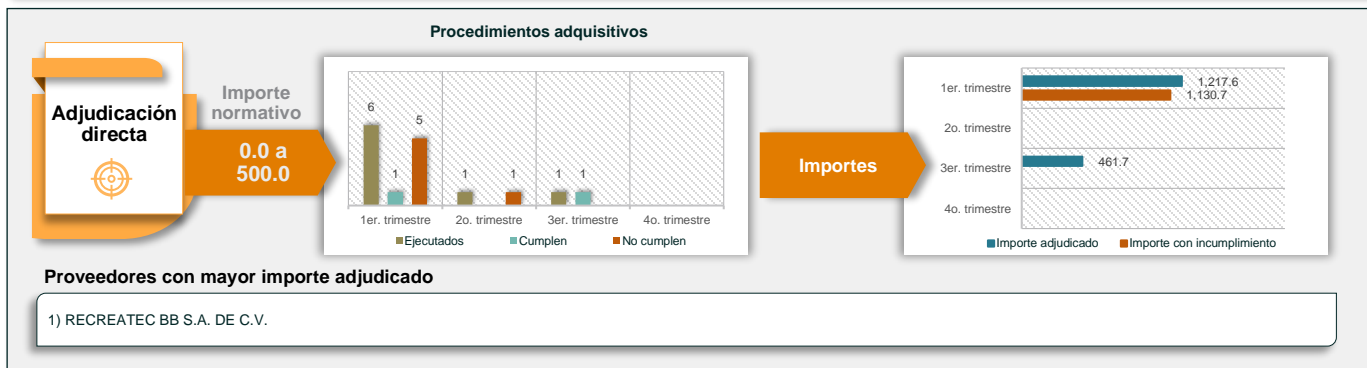 Procedimientos adquisitivos
Adjudicación
directa
Importe
normativo
0.0 a
500.0
6
1
5
1
1
1
1
1er. trimestre
2o. trimestre
3er. trimestre
4o. trimestre
Ejecutados
Cumplen
No cumplen
Importes
1er. trimestre
1,217.6
1,130.7
2o. trimestre
3er. trimestre
461.7
4o. trimestre
Importe adjudicado
Importe con incumplimiento
Proveedores con mayor importe adjudicado
1) RECREATEC BB S.A. DE C.V.